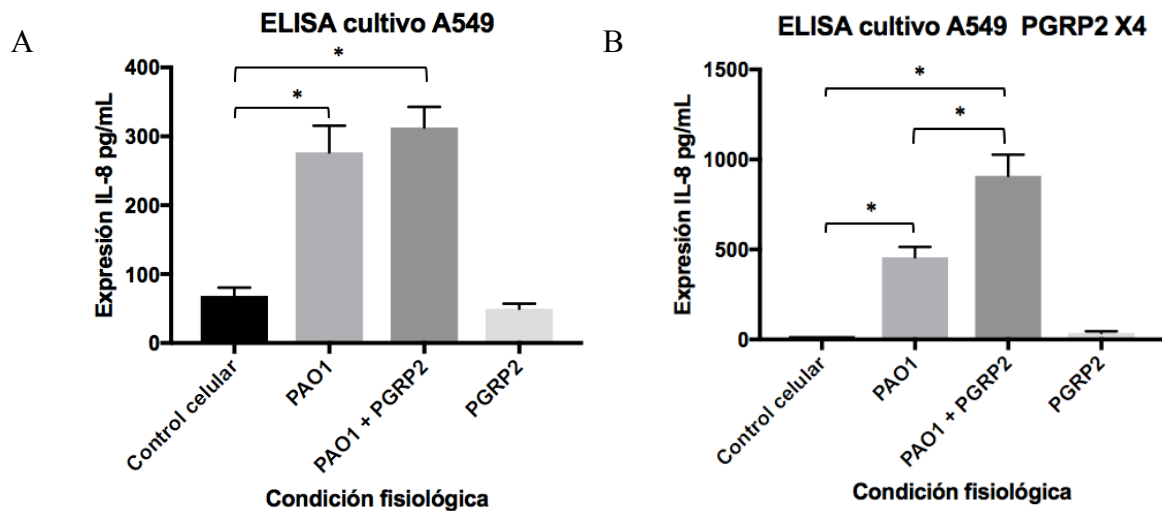 A
ELISA cultivo A549
*
*
Expresión IL-8 pg/mL
400
300
200
100
0
Control celular
PAO1
PAO1 + PGRP2
PGRP2
Condición fisiológica
B
ELISA cultivo A549 PGRP2 X4
*
*
*
Expresión IL-8 pg/mL
1500
1000
500
0
Control celular
PAO1
PAO1 + PGRP2
PGRP2
Condición fisiológica